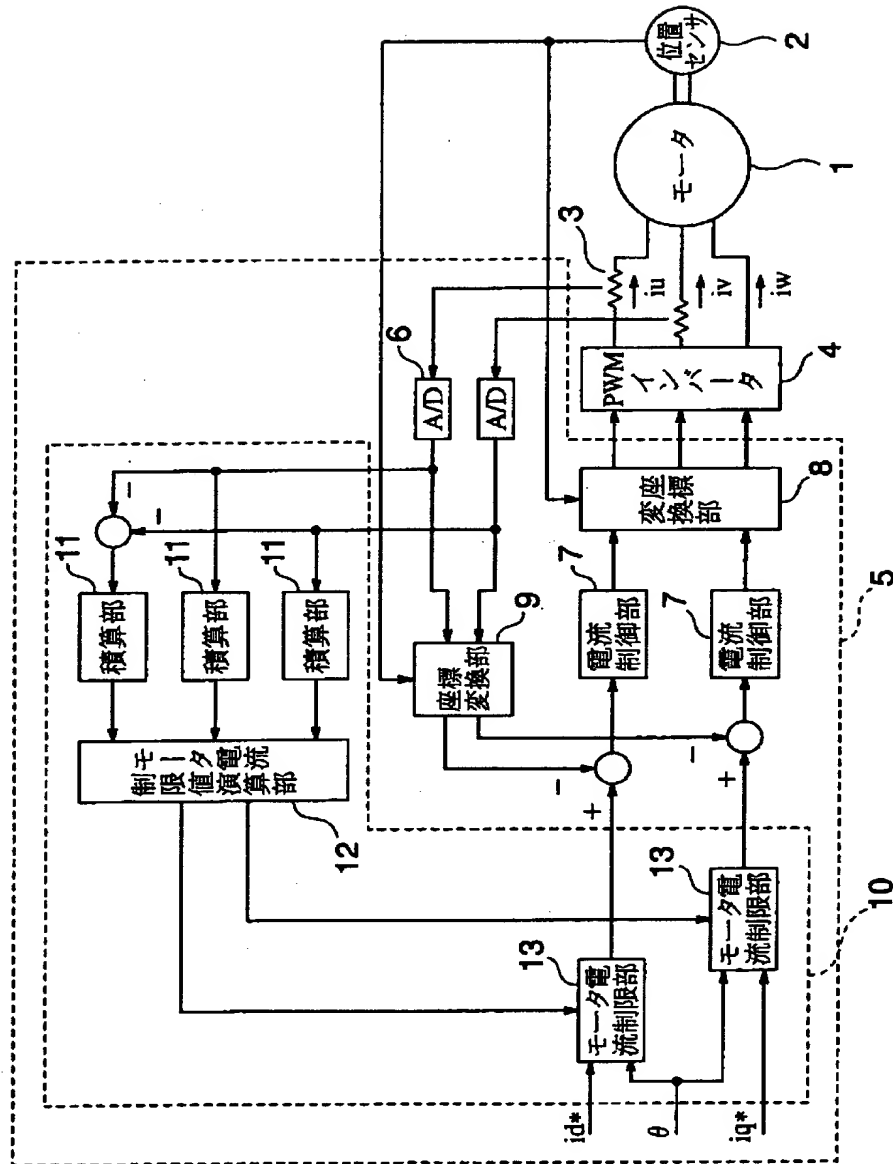 位置
センサ
2
モータ
1
3
iu
iv
iw
PWM
インバータ
4
6
A/D
A/D
変座
換標
部
8
-
-
11
積算部
11
積算部
11
積算部
9
座標
変換部
7
電流
制御部
7
電流
制御部
5
モータ電流
制限値演算部
12
-
+
-
+
13
モータ電
流制限部
13
モータ電
流制限部
10
id*
θ
iq*